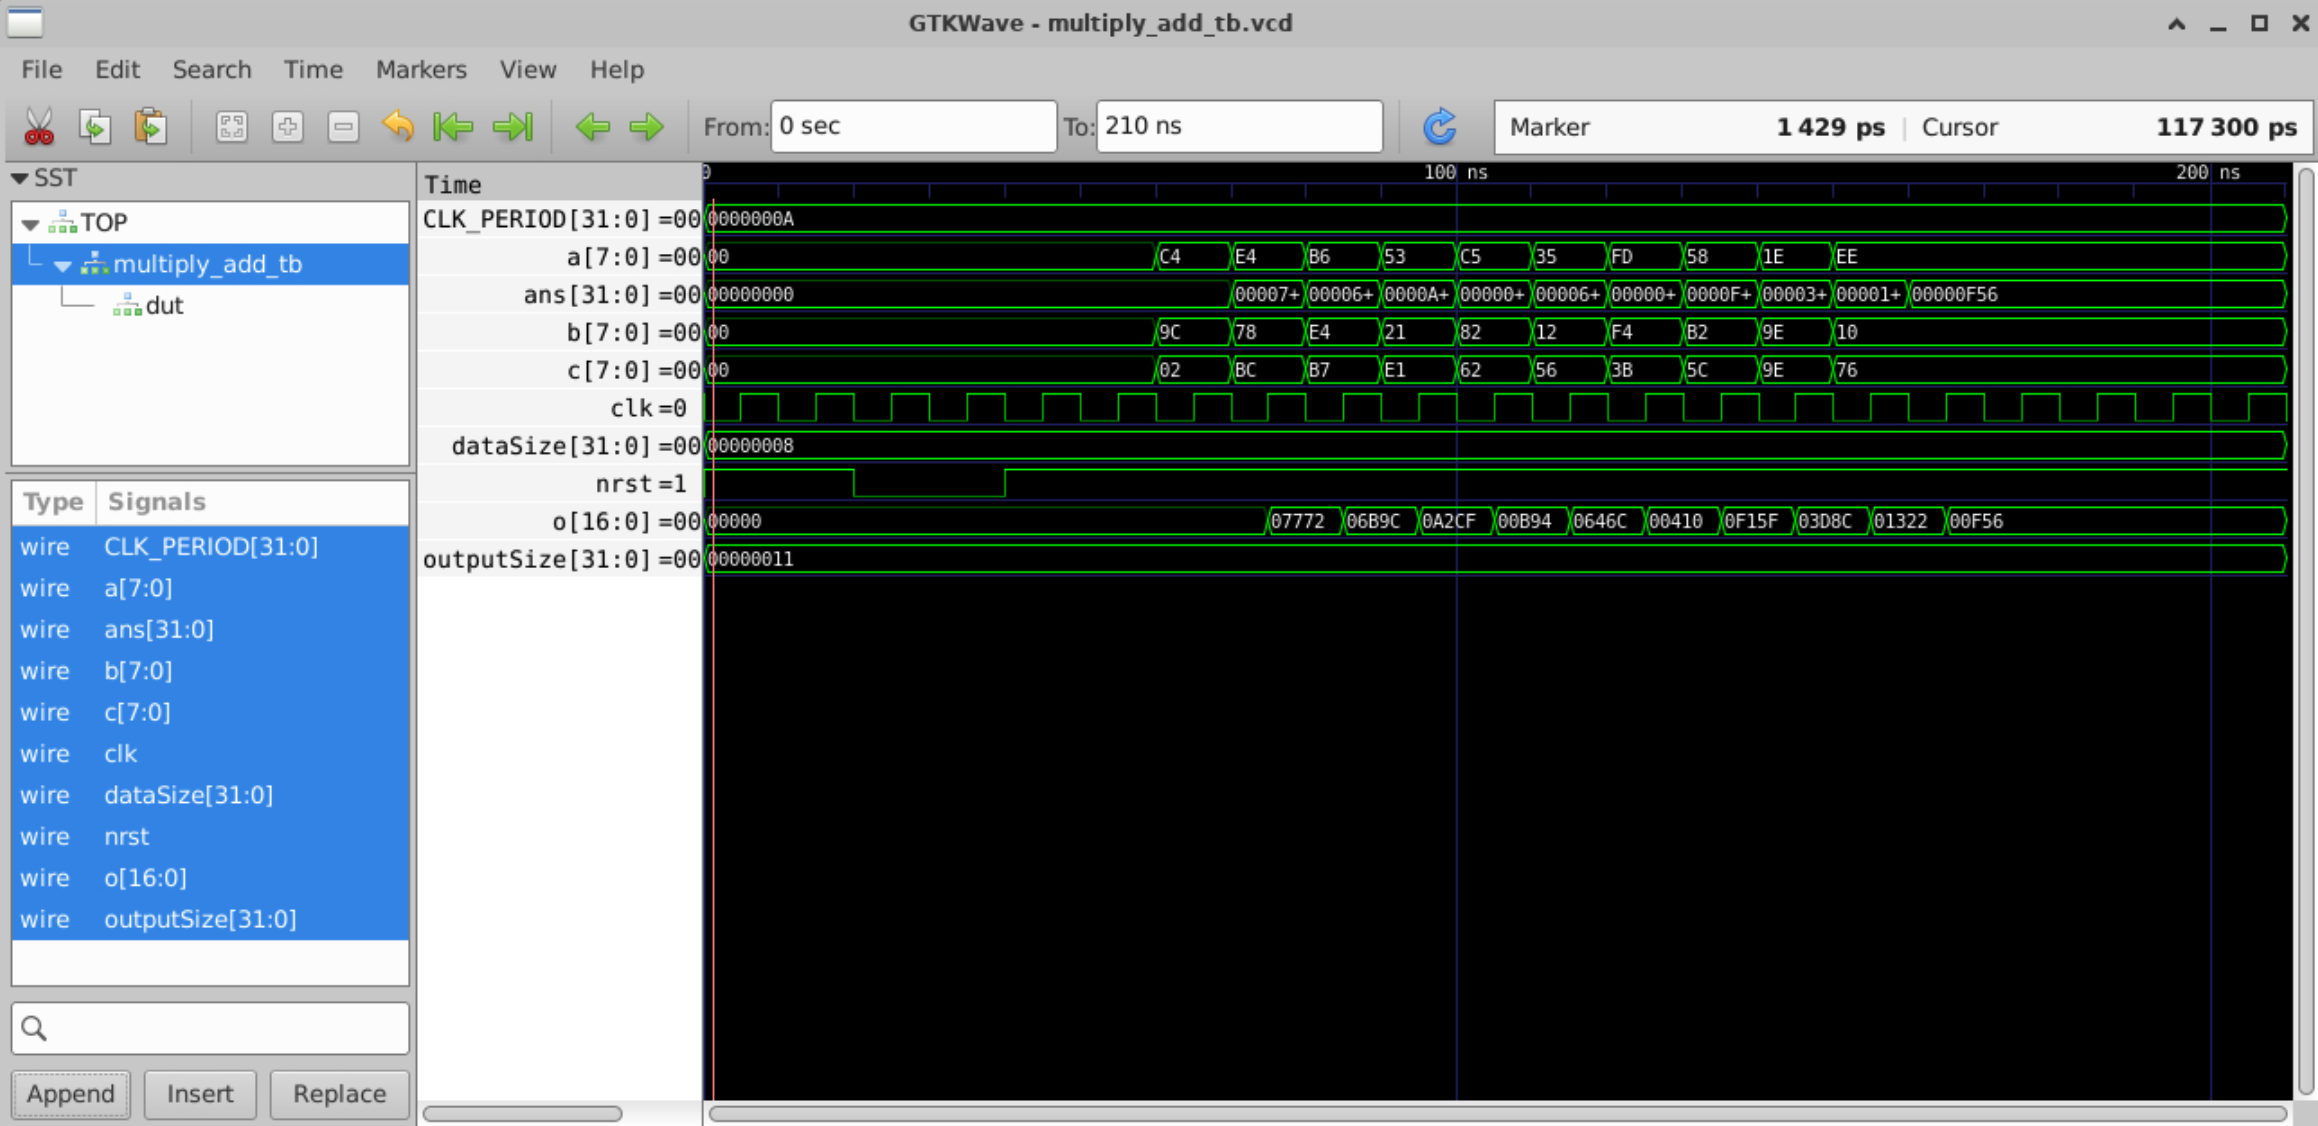 GTKWave - multiply_add_tb.vcd
File Edit Search Time Markers View Help
From: 0 sec To: 210 ns Marker 1 429 ps | Cursor 117 300 ps
SST
TOP
multiply_add_tb
dut
Type Signals
wire CLK_PERIOD[31:0]
wire a[7:0]
wire ans[31:0]
wire b[7:0]
wire c[7:0]
wire clk
wire dataSize[31:0]
wire nrst
wire o[16:0]
wire outputSize[31:0]
Append Insert Replace
Time 0 100 ns 200 ns
CLK_PERIOD[31:0] =00 0000000A
a[7:0] =00 00 C4 E4 B6 53 C5 35 FD 58 1E EE
ans[31:0] =00 00000000 00007+ 00006+ 0000A+ 00000+ 00006+ 00000+ 0000F+ 00003+ 00001+ 00000F56
b[7:0] =00 00 9C 78 E4 21 82 12 F4 B2 9E 10
c[7:0] =00 00 02 BC B7 E1 62 56 3B 5C 9E 76
clk =0
dataSize[31:0] =00 00000008
nrst =1
o[16:0] =00 00000 07772 06B9C 0A2CF 00B94 0646C 00410 0F15F 03D8C 01322 00F56
outputSize[31:0] =00 00000011